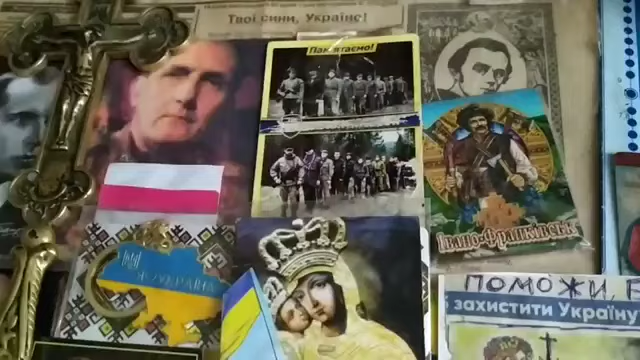 Твої сини, Україно!
Пам'ятаємо!
Івано-Франківськ
Я УКРАЇНА
ПОМОЖИ,
захистити Україну